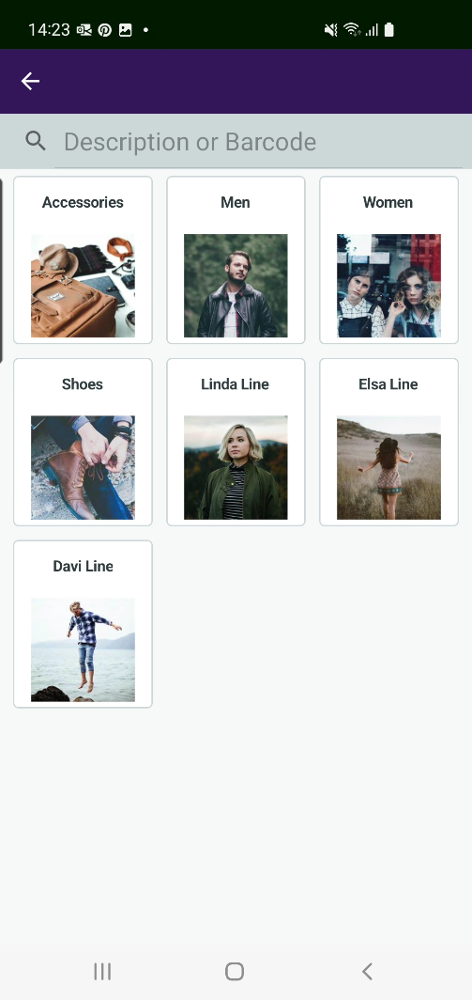 14:23
Description or Barcode
Accessories
Men
Women
Shoes
Linda Line
Elsa Line
Davi Line